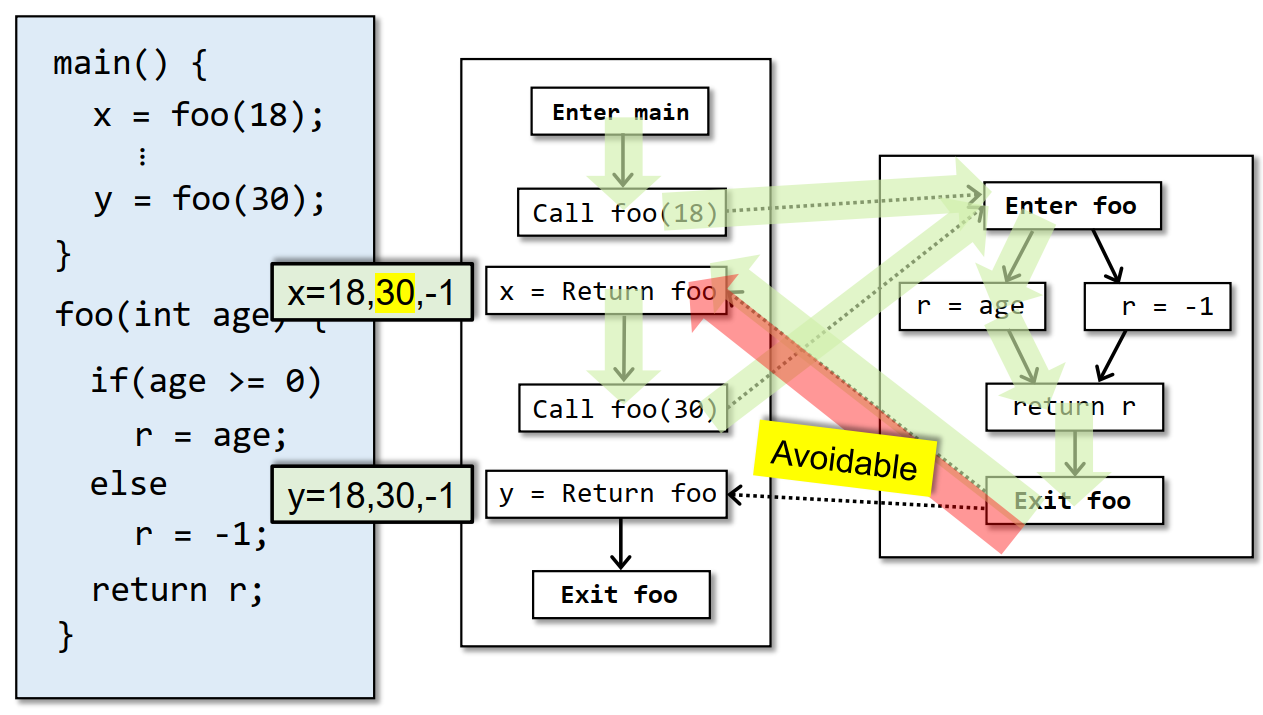 main() {
x = foo(18);
⋮
y = foo(30);
}
foo(int age) {
if(age >= 0)
r = age;
else
r = -1;
return r;
}
x=18,30,-1
y=18,30,-1
Enter main
Call foo(18)
x = Return foo
Call foo(30)
y = Return foo
Exit foo
Avoidable
Enter foo
r = age
r = -1
return r
Exit foo